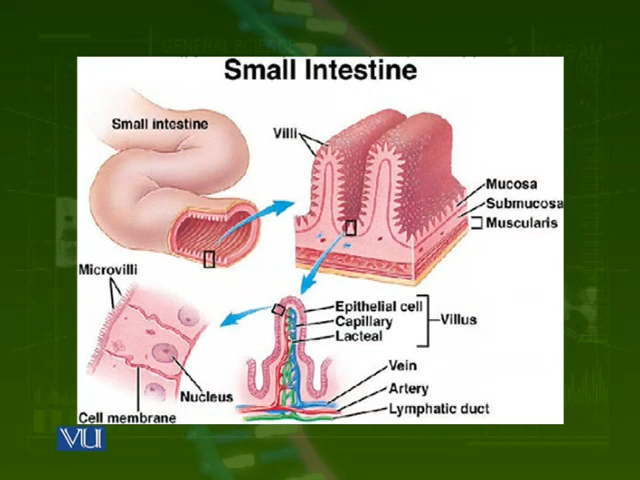 Small Intestine
Small intestine
Villi
Mucosa
Submucosa
Muscularis
Microvilli
Epithelial cell
Capillary
Lacteal
Villus
Vein
Artery
Lymphatic duct
Nucleus
Cell membrane
VU